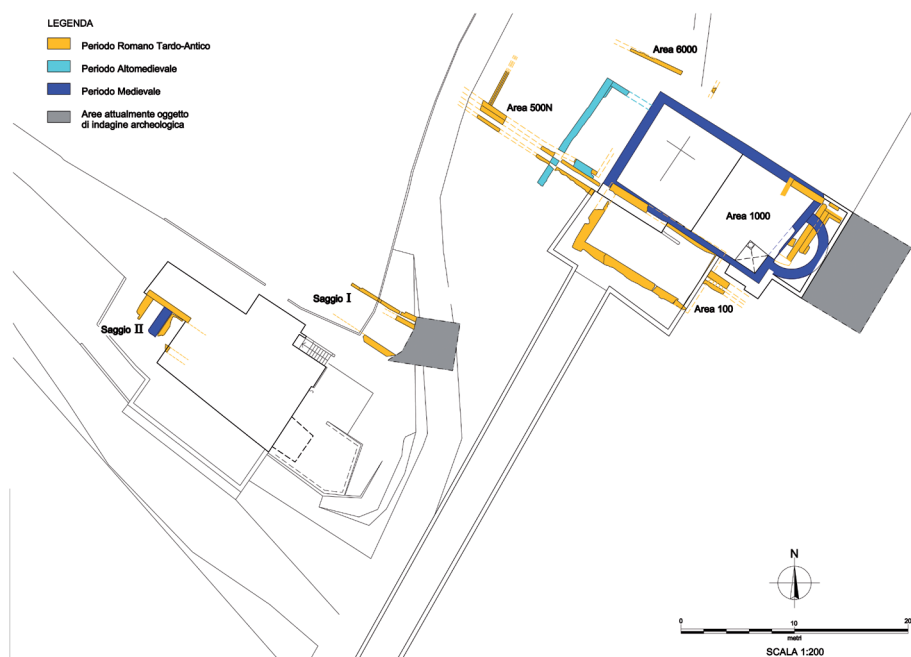 LEGENDA
Periodo Romano Tardo-Antico
Periodo Altomedievale
Periodo Medievale
Aree attualmente oggetto
di indagine archeologica
Area 6000
Area 500N
Area 1000
Saggio I
Area 100
Saggio II
N
0 10 20
metri
SCALA 1:200